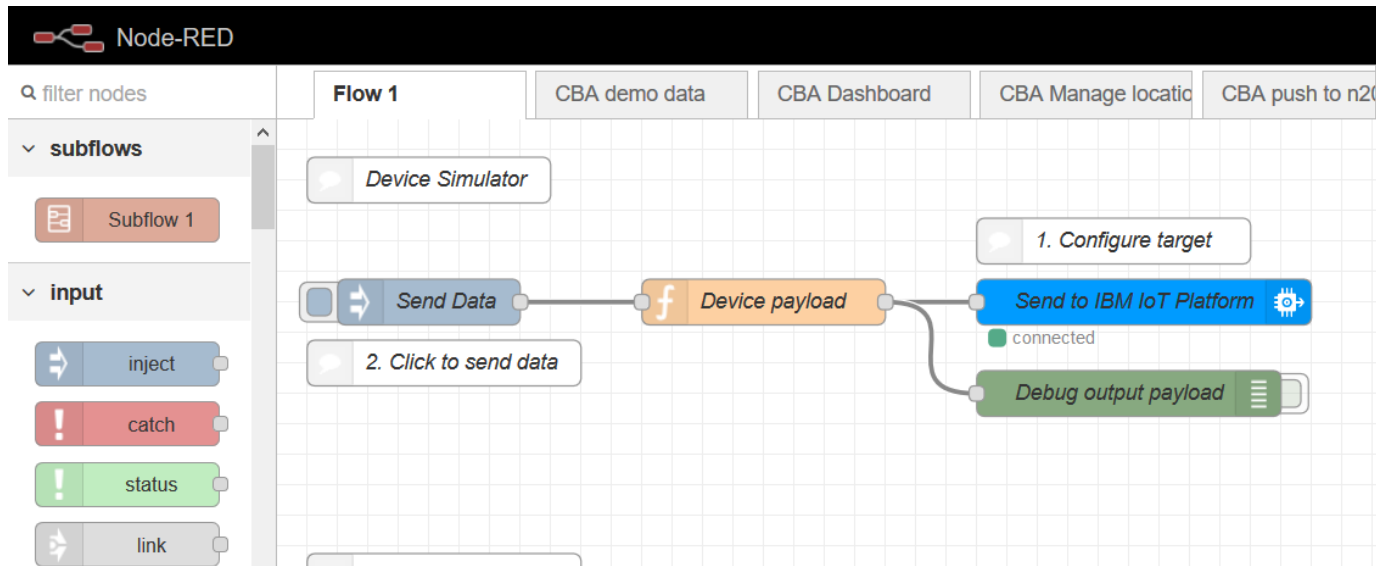 Node-RED
filter nodes
Flow 1
CBA demo data
CBA Dashboard
CBA Manage locatio
CBA push to n20
subflows
Subflow 1
input
inject
catch
status
link
Device Simulator
1. Configure target
Send Data
Device payload
Send to IBM IoT Platform
connected
2. Click to send data
Debug output payload